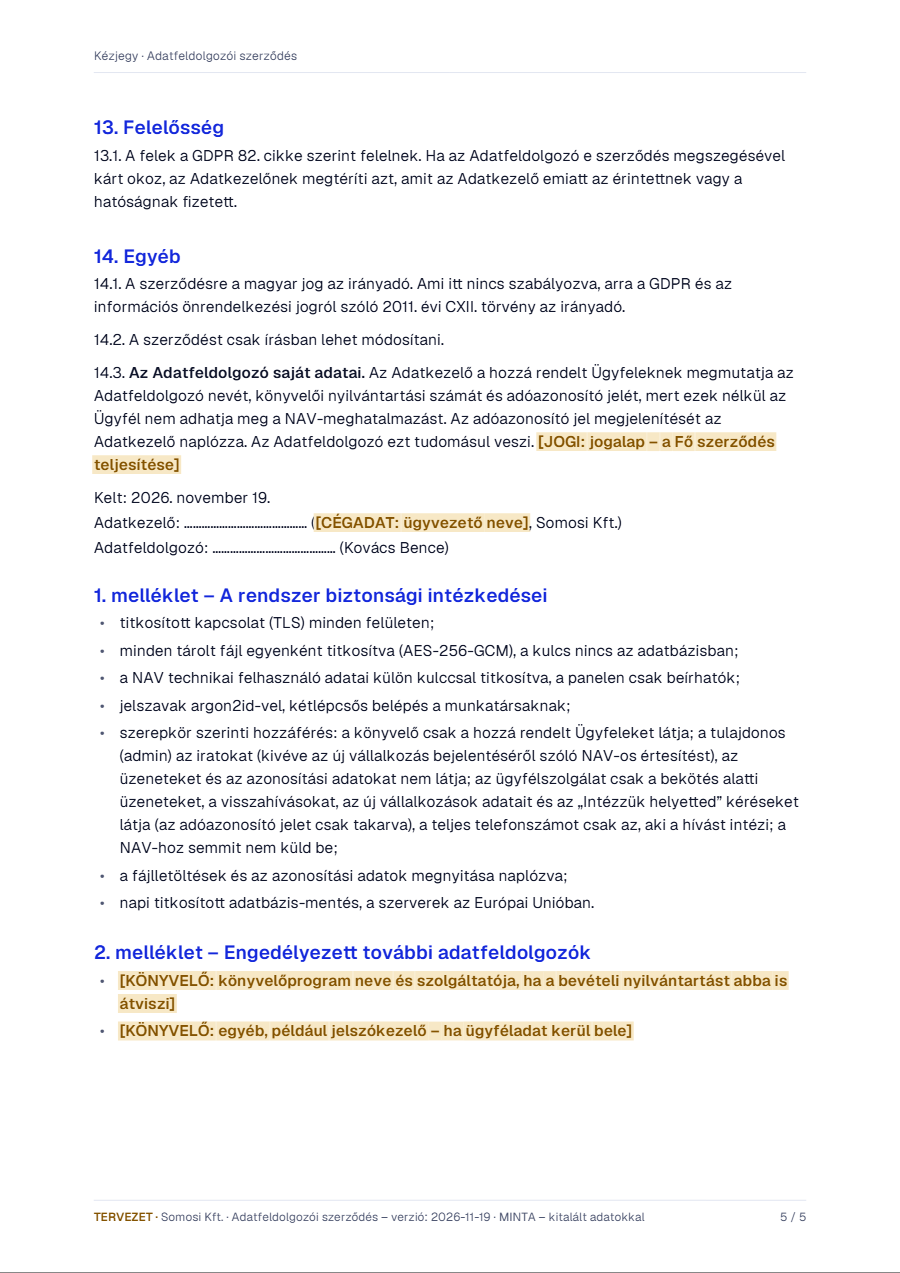 Kézjegy · Adatfeldolgozói szerződés
13. Felelősség
13.1. A felek a GDPR 82. cikke szerint felelnek. Ha az Adatfeldolgozó e szerződés megszegésével
kárt okoz, az Adatkezelőnek megtéríti azt, amit az Adatkezelő emiatt az érintettnek vagy a
hatóságnak fizetett.
14. Egyéb
14.1. A szerződésre a magyar jog az irányadó. Ami itt nincs szabályozva, arra a GDPR és az
információs önrendelkezési jogról szóló 2011. évi CXII. törvény az irányadó.
14.2. A szerződést csak írásban lehet módosítani.
14.3. Az Adatfeldolgozó saját adatai. Az Adatkezelő a hozzá rendelt Ügyfeleknek megmutatja az
Adatfeldolgozó nevét, könyvelői nyilvántartási számát és adóazonosító jelét, mert ezek nélkül az
Ügyfél nem adhatja meg a NAV-meghatalmazást. Az adóazonosító jel megjelenítését az
Adatkezelő naplózza. Az Adatfeldolgozó ezt tudomásul veszi. [JOGI: jogalap – a Fő szerződés
teljesítése]
Kelt: 2026. november 19.
Adatkezelő: …………………………… ([CÉGADAT: ügyvezető neve], Somosi Kft.)
Adatfeldolgozó: …………………………… (Kovács Bence)
1. melléklet – A rendszer biztonsági intézkedései
• titkosított kapcsolat (TLS) minden felületen;
• minden tárolt fájl egyenként titkosítva (AES-256-GCM), a kulcs nincs az adatbázisban;
• a NAV technikai felhasználó adatai külön kulccsal titkosítva, a panelen csak beírhatók;
• jelszavak argon2id-vel, kétlépcsős belépés a munkatársaknak;
• szerepkör szerinti hozzáférés: a könyvelő csak a hozzá rendelt Ügyfeleket látja; a tulajdonos
(admin) az iratokat (kivéve az új vállalkozás bejelentéséről szóló NAV-os értesítést), az
üzeneteket és az azonosítási adatokat nem látja; az ügyfélszolgálat csak a bekötés alatti
üzeneteket, a visszahívásokat, az új vállalkozások adatait és az „Intézzük helyetted” kéréseket
látja (az adóazonosító jelet csak takarva), a teljes telefonszámot csak az, aki a hívást intézi; a
NAV-hoz semmit nem küld be;
• a fájlletöltések és az azonosítási adatok megnyitása naplózva;
• napi titkosított adatbázis-mentés, a szerverek az Európai Unióban.
2. melléklet – Engedélyezett további adatfeldolgozók
• [KÖNYVELŐ: könyvelőprogram neve és szolgáltatója, ha a bevételi nyilvántartást abba is
átviszi]
• [KÖNYVELŐ: egyéb, például jelszókezelő – ha ügyféladat kerül bele]
TERVEZET · Somosi Kft. · Adatfeldolgozói szerződés – verzió: 2026-11-19 · MINTA – kitalált adatokkal
5 / 5